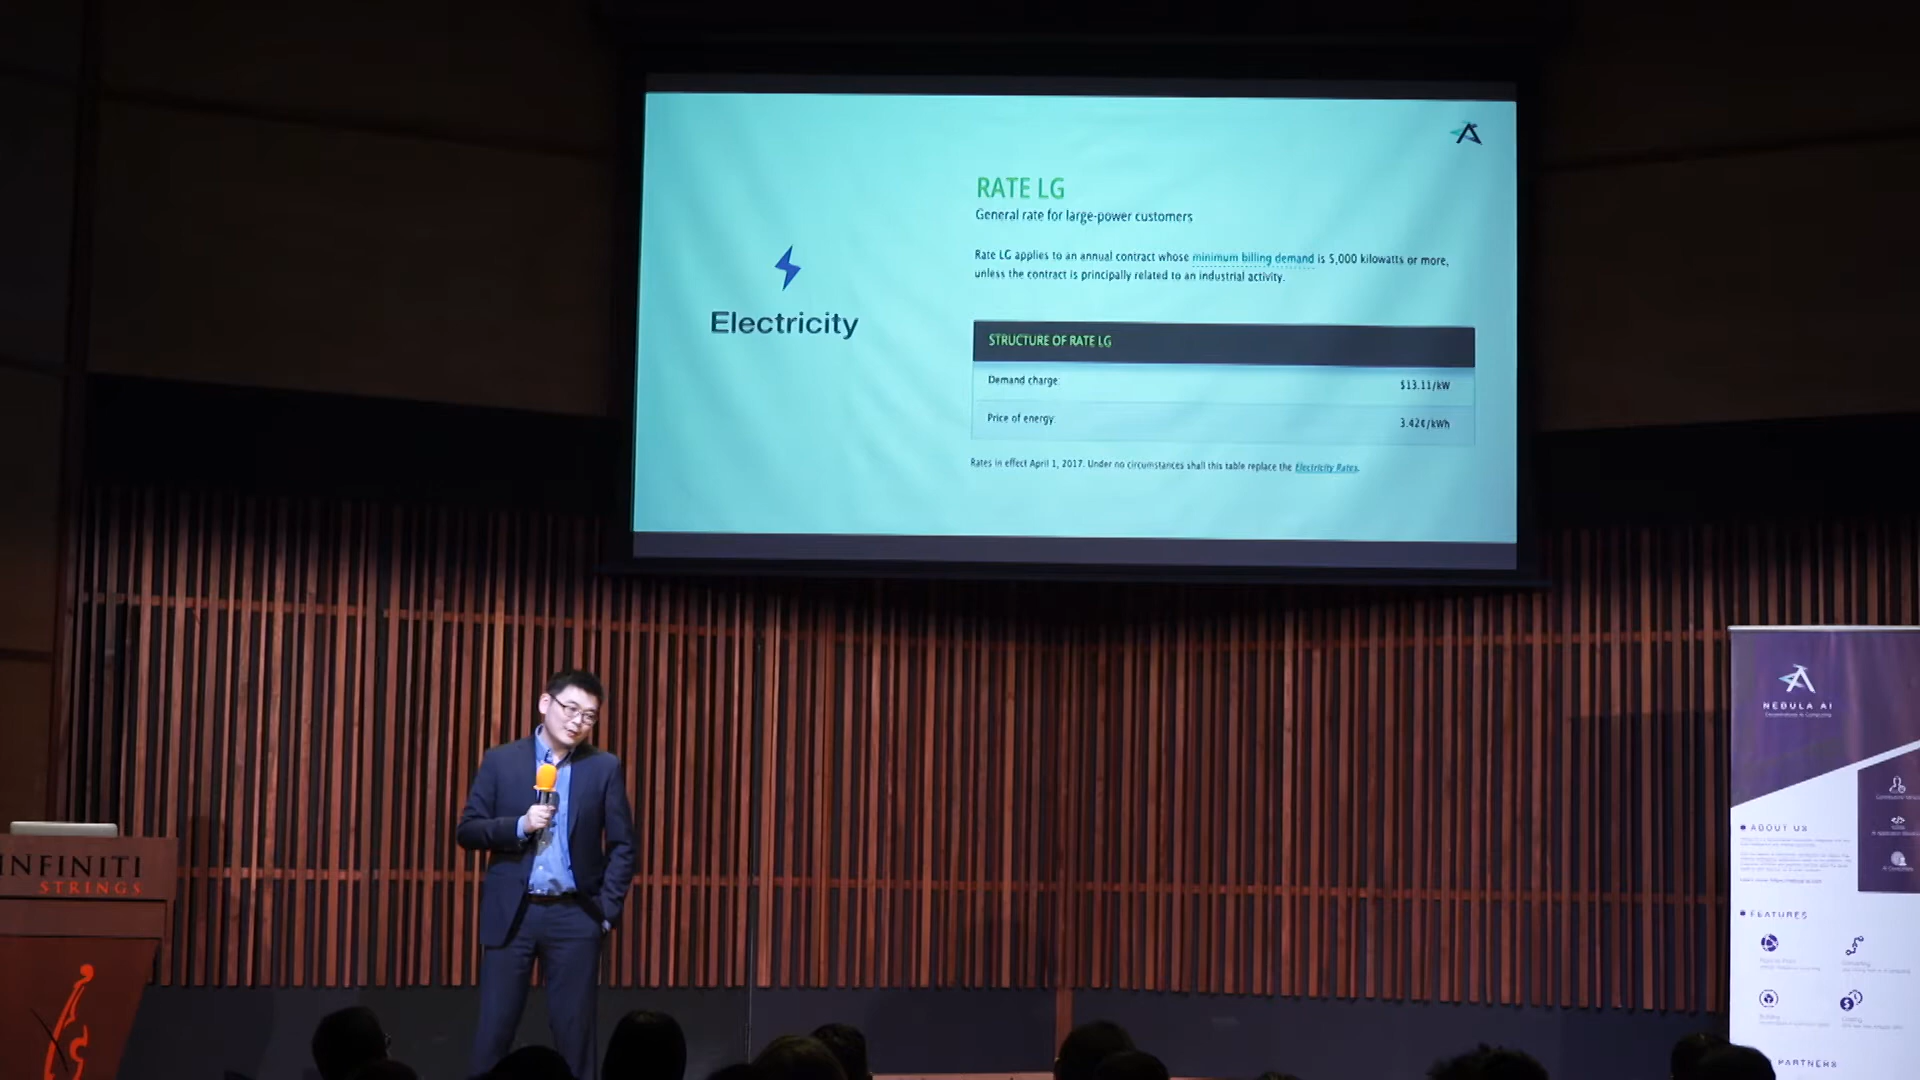 Electricity
RATE LG
General rate for large-power customers
Rate LG applies to an annual contract whose minimum billing demand is 5,000 kilowatts or more,
unless the contract is principally related to an industrial activity.
STRUCTURE OF RATE LG
Demand charge:
$13.11/kW
Price of energy:
3.42¢/kWh
Rates in effect April 1, 2017. Under no circumstances shall this table replace the Electricity Rates.
INFINITI
STRINGS
NEBULA AI
Decentralized AI Computing
ABOUT US
FEATURES
PARTNERS